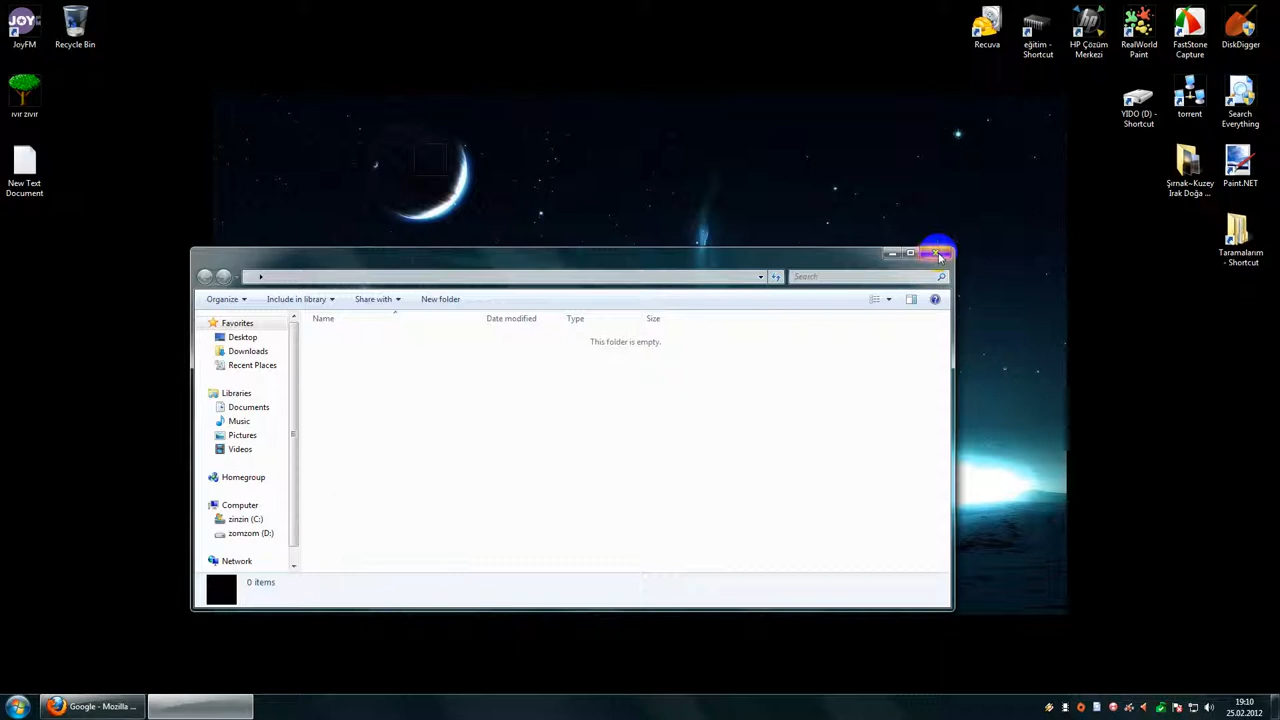 JoyFM
Recycle Bin
Recuva
eğitim -
Shortcut
HP Çözüm
Merkezi
RealWorld
Paint
FastStone
Capture
DiskDigger
ıvır zıvır
YIDO (D) -
Shortcut
torrent
Search
Everything
New Text
Document
Şırnak~Kuzey
Irak Doğa ...
Paint.NET
Taramalarım
- Shortcut
Search
Organize
Include in library
Share with
New folder
Name
Date modified
Type
Size
This folder is empty.
Favorites
Desktop
Downloads
Recent Places
Libraries
Documents
Music
Pictures
Videos
Homegroup
Computer
zinzin (C:)
zomzom (D:)
Network
0 items
Google - Mozilla ...
19:10
25.02.2012